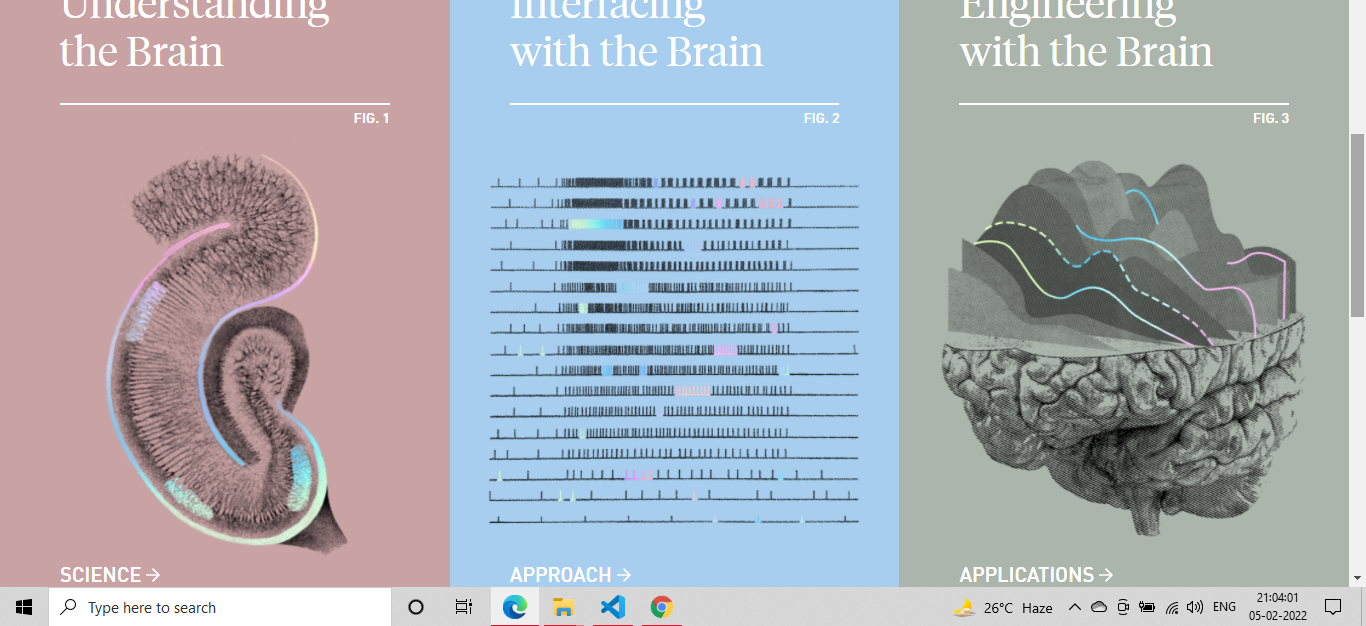 Understanding
the Brain
FIG. 1
SCIENCE →
Interfacing
with the Brain
FIG. 2
APPROACH →
Engineering
with the Brain
FIG. 3
APPLICATIONS →
Type here to search
26°C Haze
ENG
21:04:01
05-02-2022